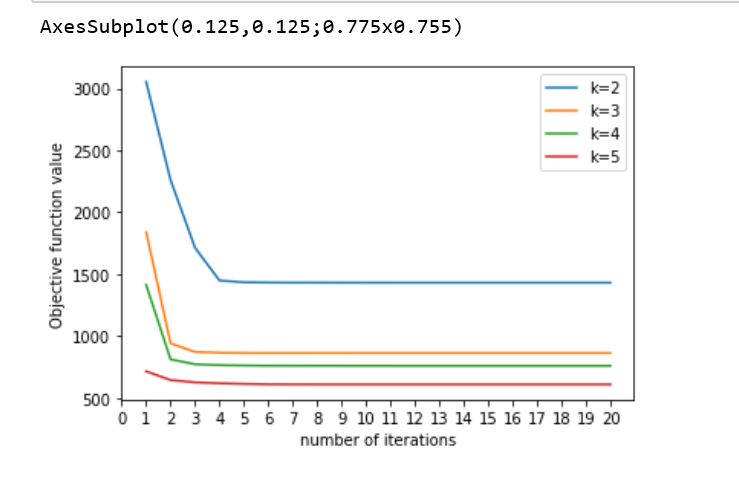 AxesSubplot(0.125,0.125;0.775x0.755)
3000
2500
2000
1500
1000
500
Objective function value
k=2
k=3
k=4
k=5
0 1 2 3 4 5 6 7 8 9 10 11 12 13 14 15 16 17 18 19 20
number of iterations